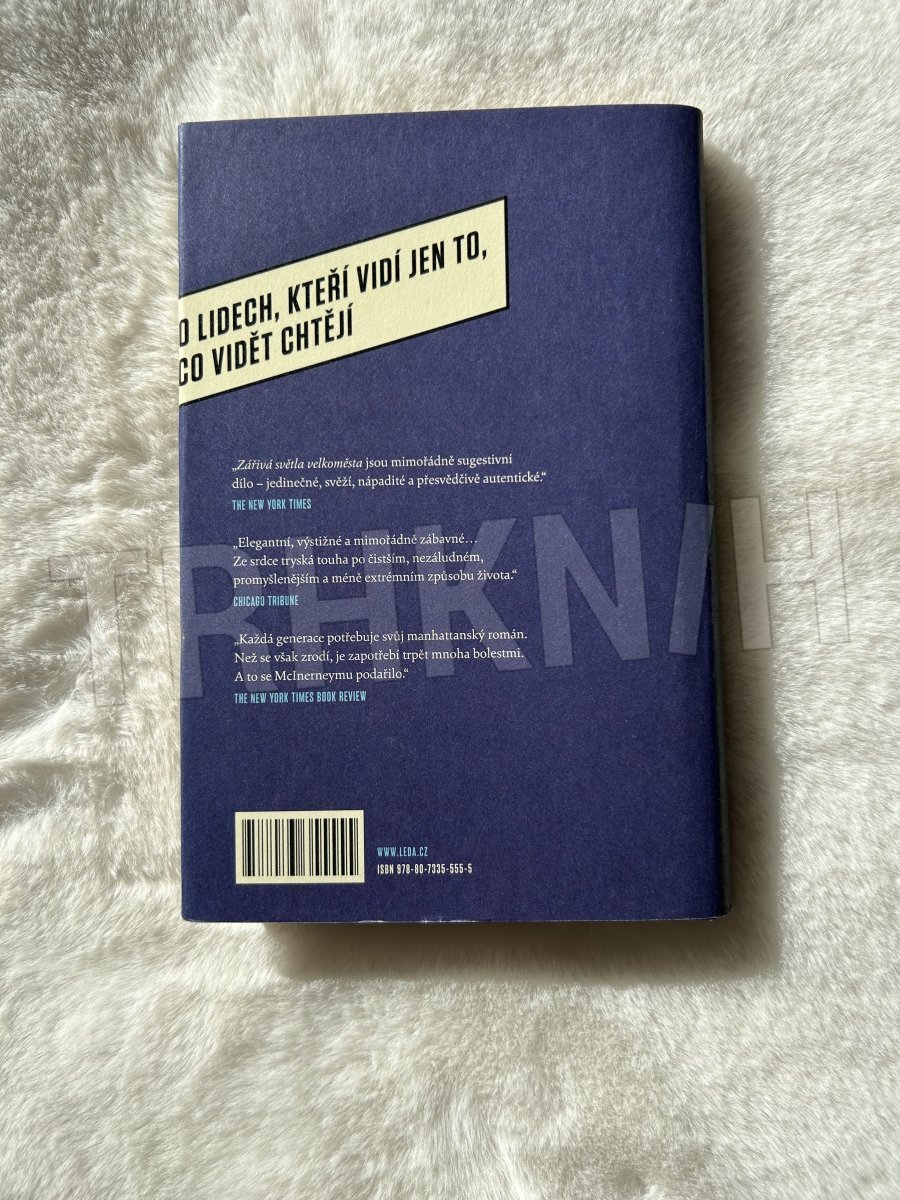 O LIDECH, KTEŘÍ VIDÍ JEN TO,
CO VIDĚT CHTĚJÍ
„Zářivá světla velkoměsta jsou mimořádně sugestivní
dílo – jedinečné, svěží, nápadité a přesvědčivě autentické.“
THE NEW YORK TIMES
„Elegantní, výstižné a mimořádně zábavné…
Ze srdce tryská touha po čistším, nezáludném,
promyšlenějším a méně extrémním způsobu života.“
CHICAGO TRIBUNE
„Každá generace potřebuje svůj manhattanský román.
Než se však zrodí, je zapotřebí trpět mnoha bolestmi.
A to se McInerneymu podařilo.“
THE NEW YORK TIMES BOOK REVIEW
WWW.LEDA.CZ
ISBN 978-80-7335-555-5
TRHKNIH